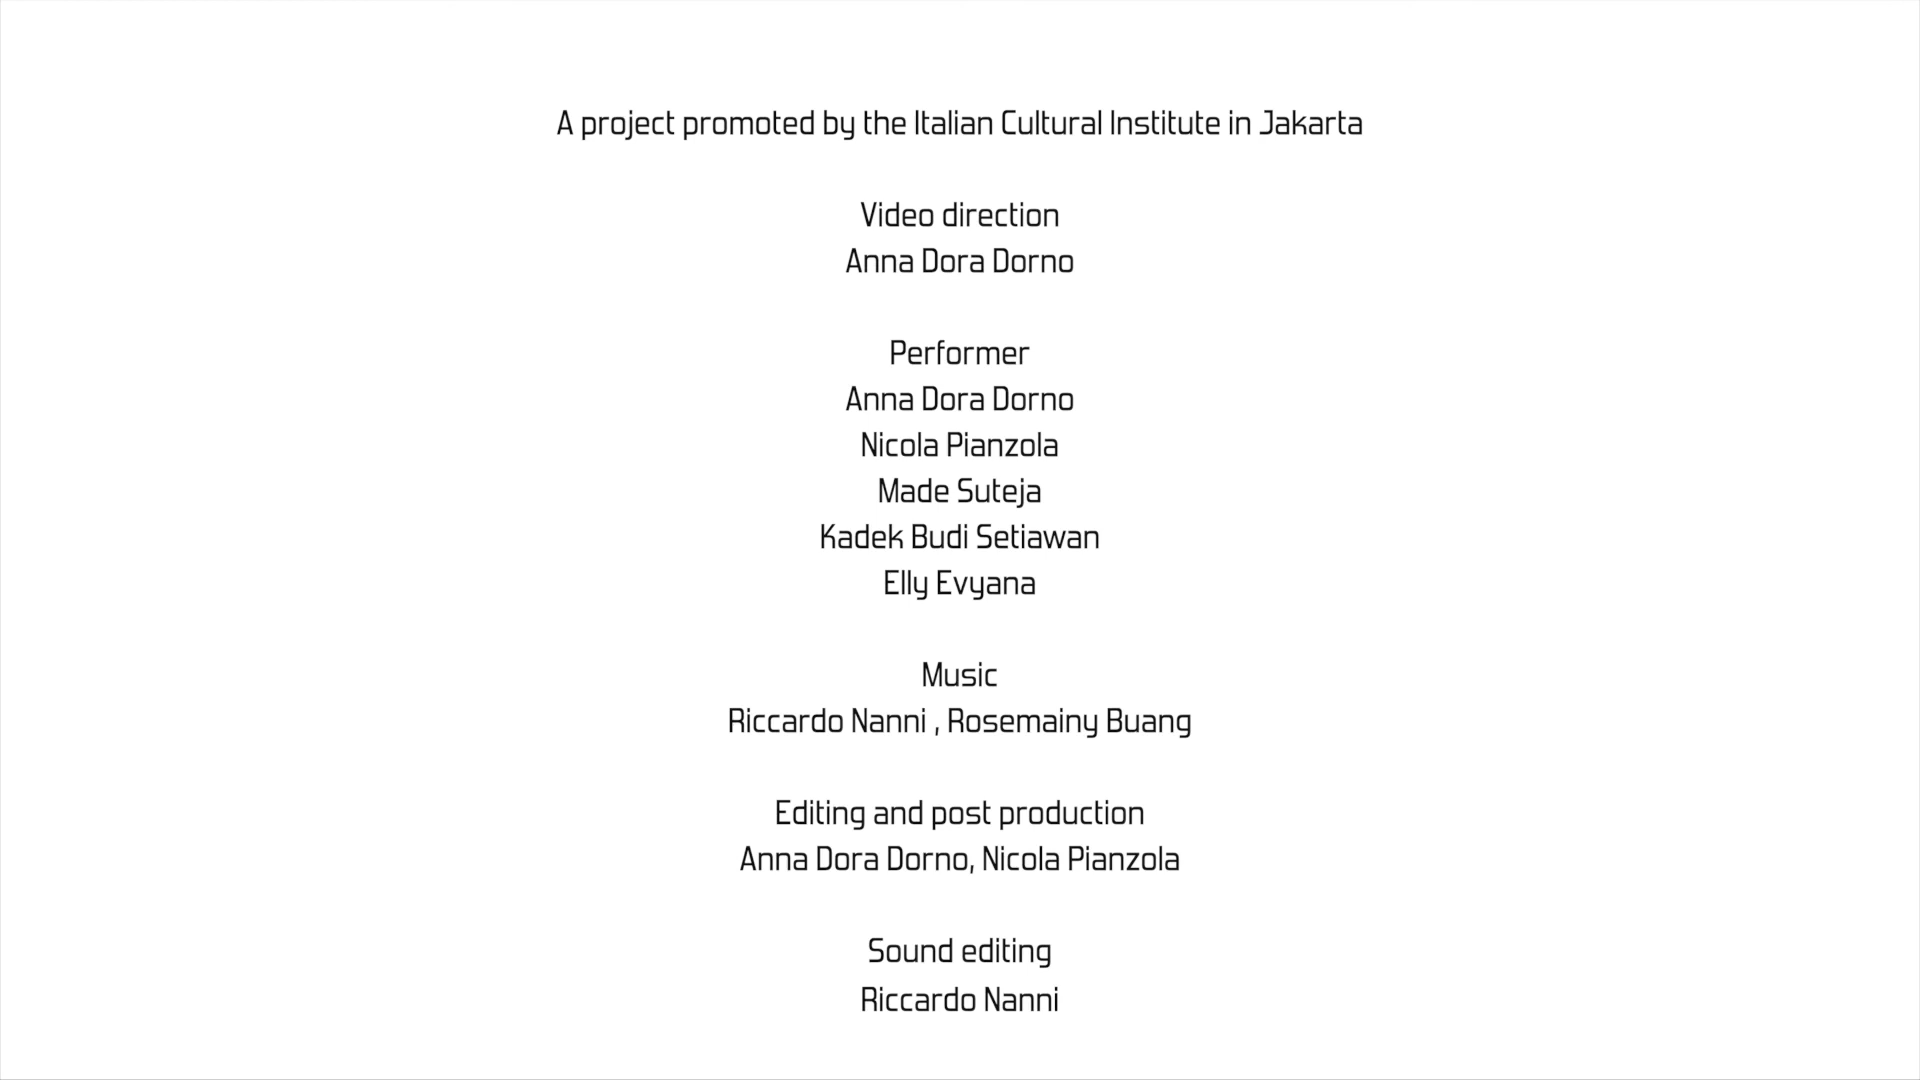 A project promoted by the Italian Cultural Institute in Jakarta
Video direction
Anna Dora Dorno
Performer
Anna Dora Dorno
Nicola Pianzola
Made Suteja
Kadek Budi Setiawan
Elly Evyana
Music
Riccardo Nanni , Rosemainy Buang
Editing and post production
Anna Dora Dorno, Nicola Pianzola
Sound editing
Riccardo Nanni